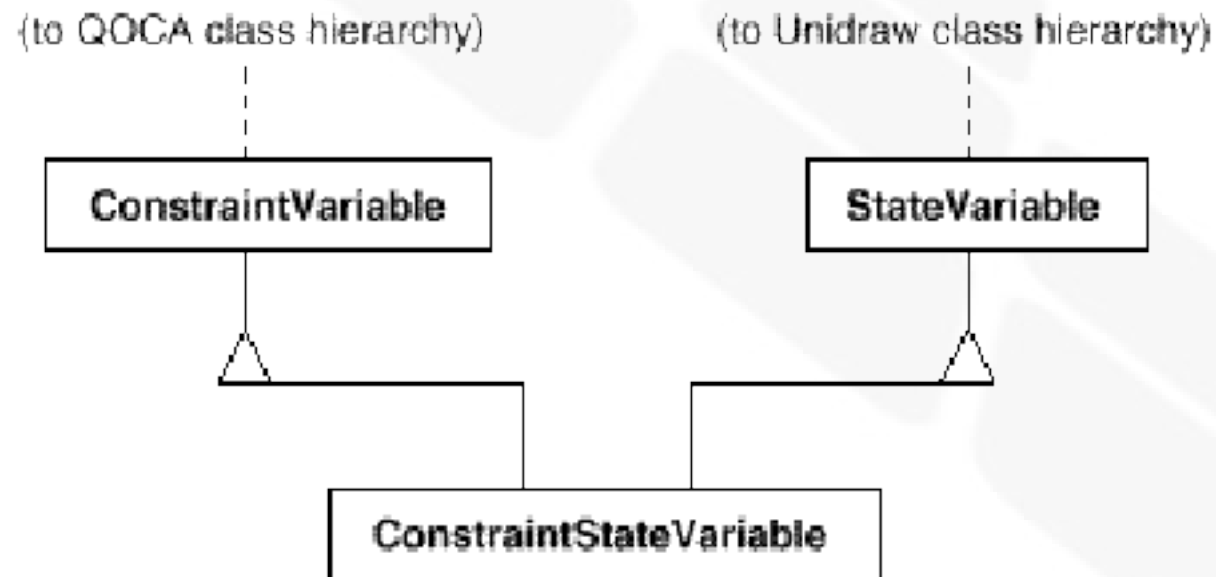 (to QOCA class hierarchy) (to Unidraw class hierarchy)
ConstraintVariable StateVariable
ConstraintStateVariable